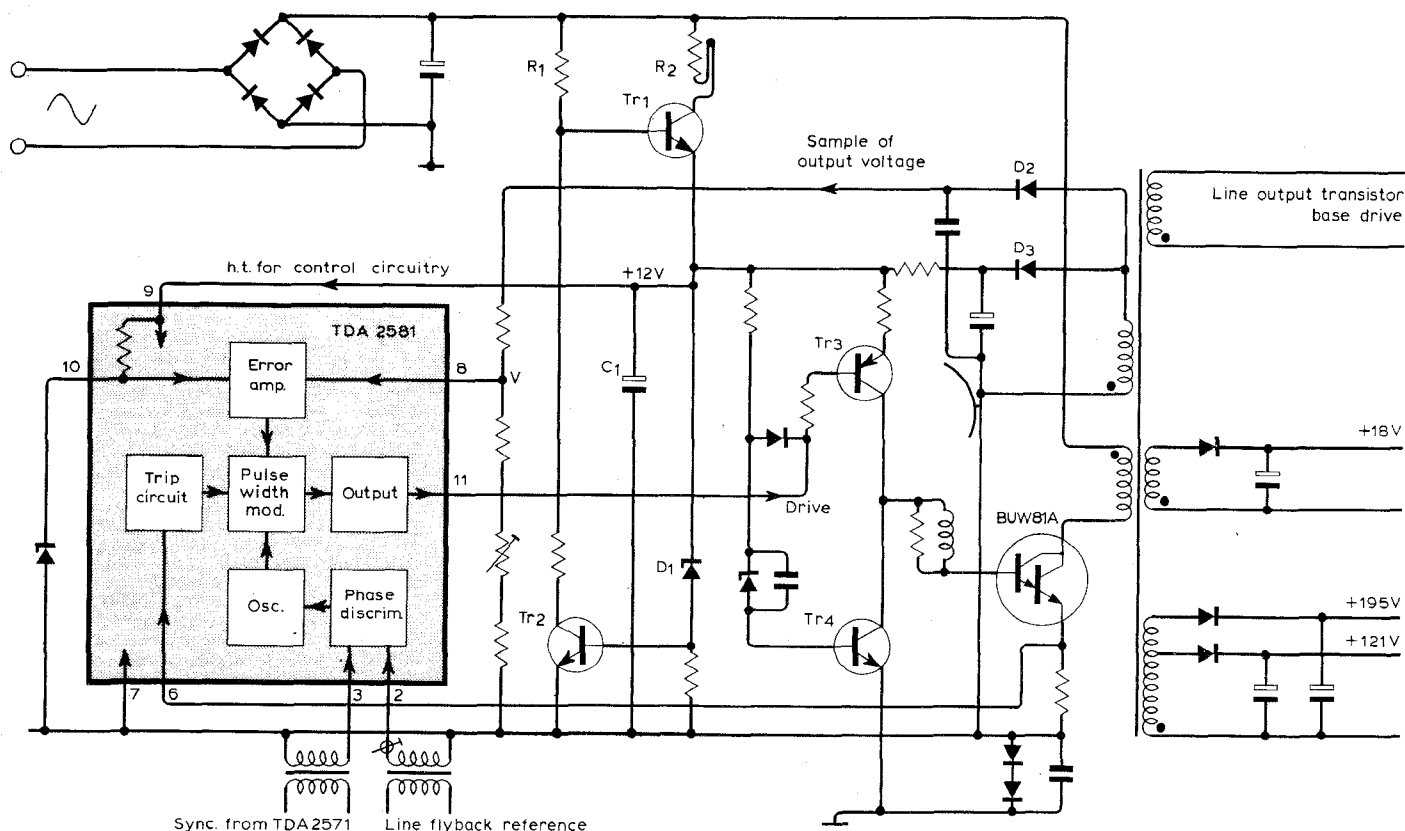 R1
R2
Tr1
Sample of
output voltage
D2
Line output transistor
base drive
D3
h.t. for control circuitry
+12V
9
TDA 2581
10
Error
amp.
8
V
C1
Tr3
+18V
Trip
circuit
Pulse
width
mod.
Output
11
Drive
BUW81A
D1
Osc.
Phase
discrim.
Tr2
Tr4
+195V
+121V
7
6
3
2
Sync. from TDA2571
Line flyback reference